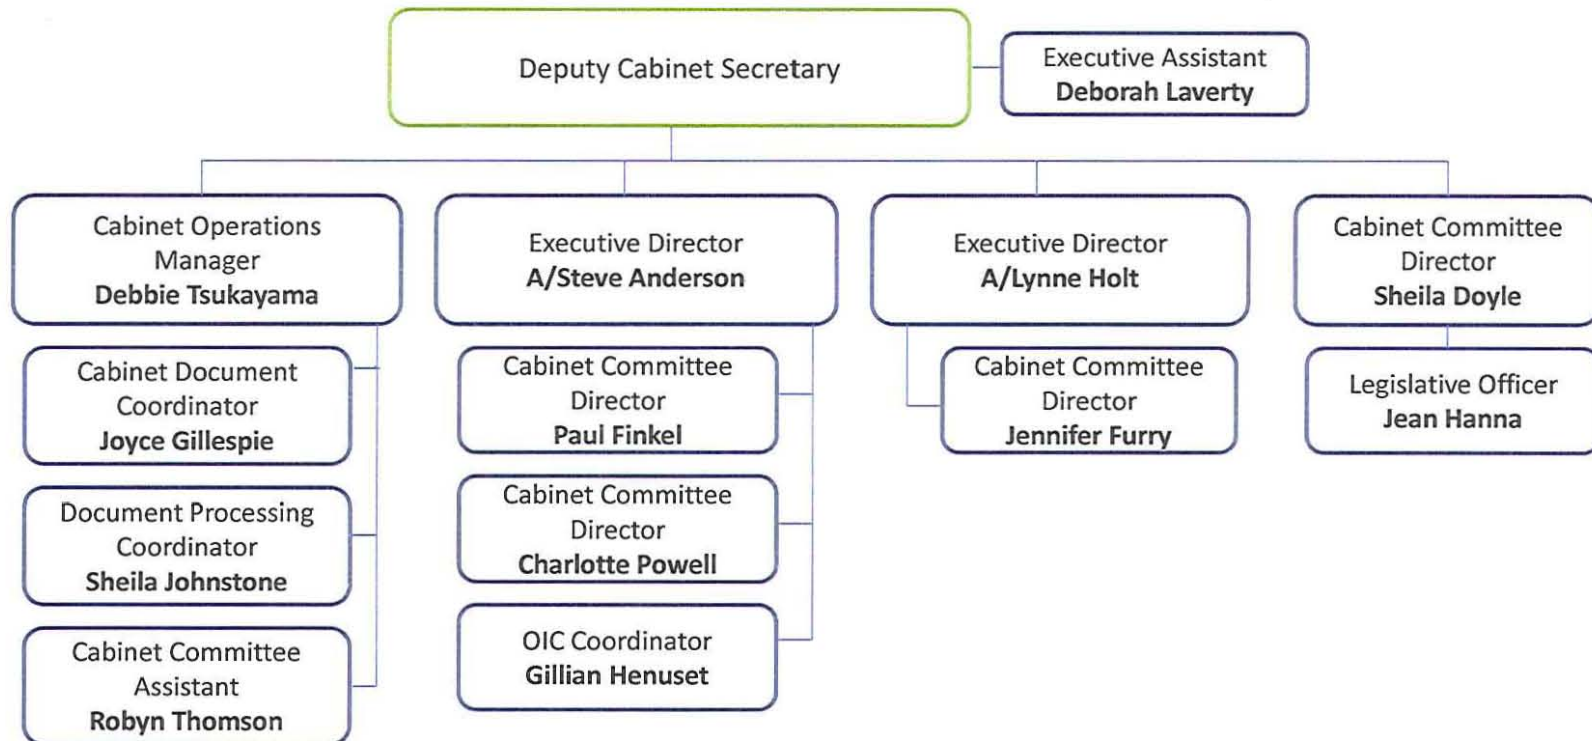 Deputy Cabinet Secretary
Executive Assistant
Deborah Laverty
Cabinet Operations
Manager
Debbie Tsukayama
Executive Director
A/Steve Anderson
Executive Director
A/Lynne Holt
Cabinet Committee
Director
Sheila Doyle
Cabinet Document
Coordinator
Joyce Gillespie
Cabinet Committee
Director
Paul Finkel
Cabinet Committee
Director
Jennifer Furry
Legislative Officer
Jean Hanna
Document Processing
Coordinator
Sheila Johnstone
Cabinet Committee
Director
Charlotte Powell
Cabinet Committee
Assistant
Robyn Thomson
OIC Coordinator
Gillian Henuset